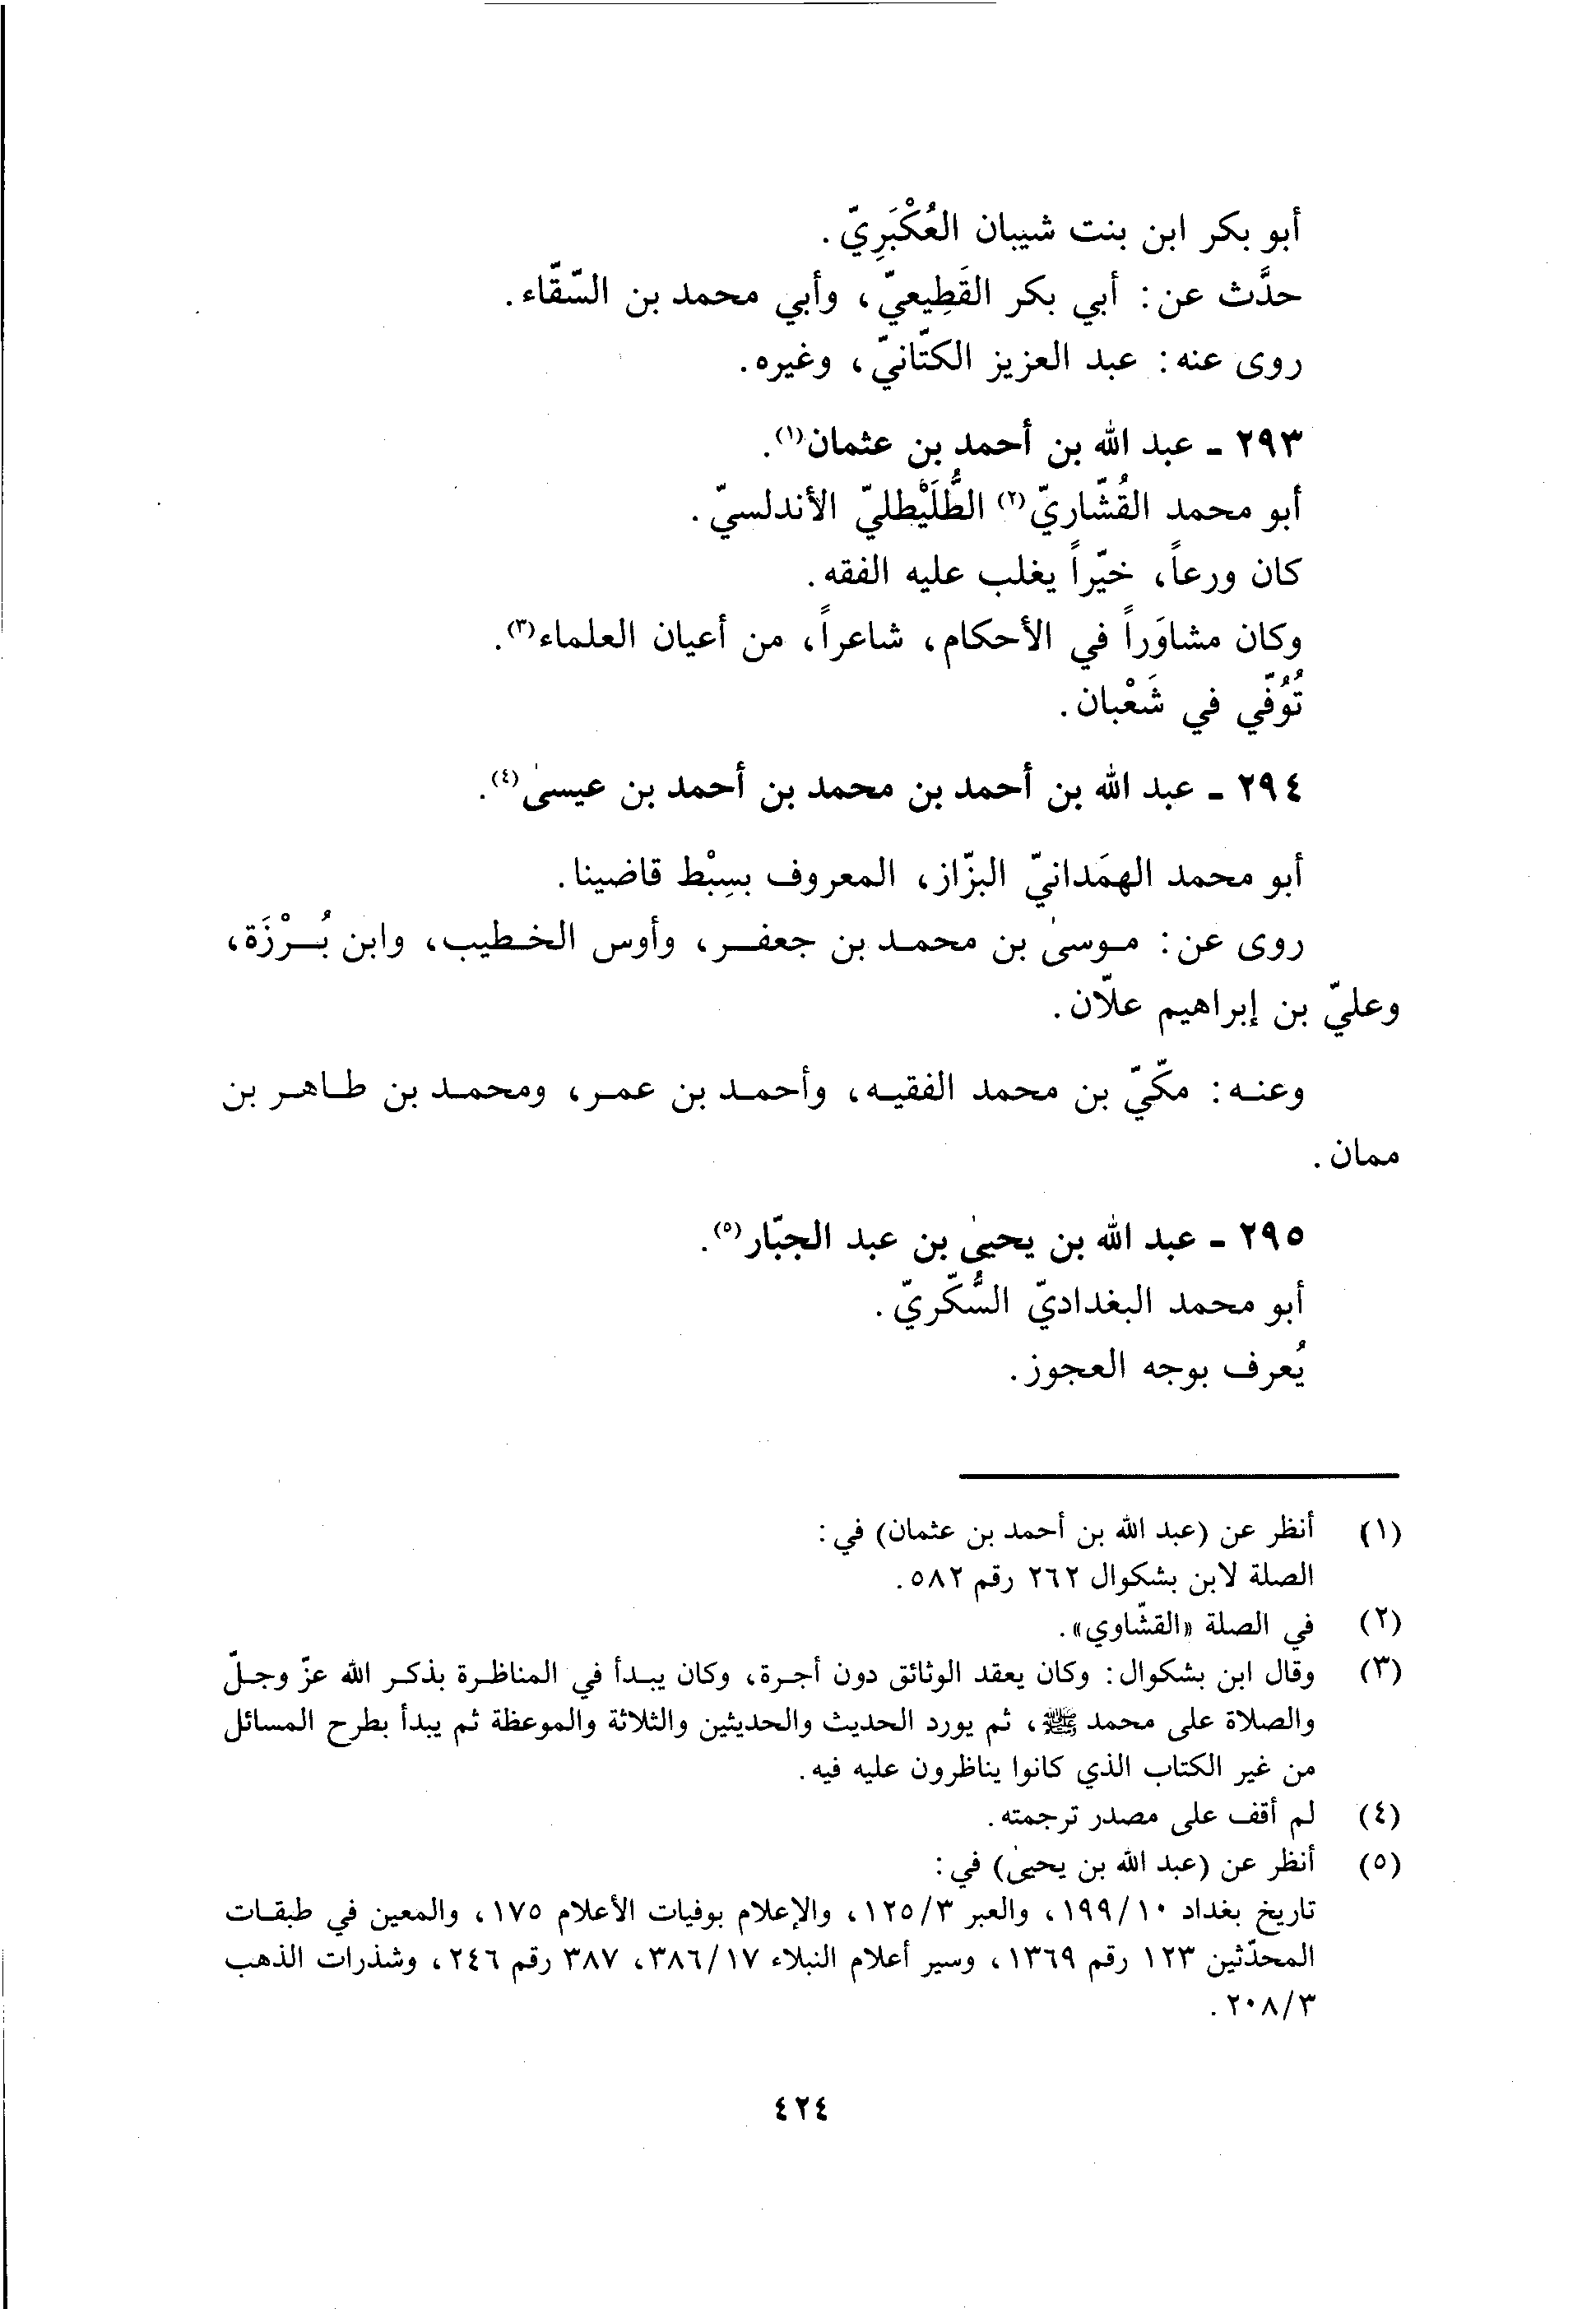 أبو بكر ابن بنت شيبان العُكْبَرِيّ.
حدَّث عن: أبي بكر القَطِيعيّ، وأبي محمد بن السّقّاء.
روى عنه: عبد العزيز الكتّانيّ، وغيره.
٢٩٣ - عبد الله بن أحمد بن عثمان(١).
أبو محمد القُشّاريّ(٢) الطُّلَيْطليّ الأندلسيّ.
كان ورعاً، خيّراً يغلب عليه الفقه.
وكان مشاوَراً في الأحكام، شاعراً، من أعيان العلماء(٣).
تُوُفّي في شَعْبان.
٢٩٤ - عبد الله بن أحمد بن محمد بن أحمد بن عيسىٰ(٤).
أبو محمد الهمَدانيّ البزّاز، المعروف بسِبْط قاضينا.
روى عن: موسىٰ بن محمد بن جعفر، وأوس الخطيب، وابن بُرْزَة،
وعليّ بن إبراهيم علّان.
وعنه: مكّيّ بن محمد الفقيه، وأحمد بن عمر، ومحمد بن طاهر بن
ممان.
٢٩٥ - عبد الله بن يحيىٰ بن عبد الجبّار(٥).
أبو محمد البغداديّ السُّكّريّ.
يُعرف بوجه العجوز.
(١) أنظر عن (عبد الله بن أحمد بن عثمان) في:
الصلة لابن بشكوال ٢٦٢ رقم ٥٨٢.
(٢) في الصلة «القشّاوي».
(٣) وقال ابن بشكوال: وكان يعقد الوثائق دون أجرة، وكان يبدأ في المناظرة بذكر الله عزّ وجلّ
والصلاة على محمد ﷺ، ثم يورد الحديث والحديثين والثلاثة والموعظة ثم يبدأ بطرح المسائل
من غير الكتاب الذي كانوا يناظرون عليه فيه.
(٤) لم أقف على مصدر ترجمته.
(٥) أنظر عن (عبد الله بن يحيىٰ) في:
تاريخ بغداد ١٩٩/١٠، والعبر ١٢٥/٣، والإعلام بوفيات الأعلام ١٧٥، والمعين في طبقات
المحدّثين ١٢٣ رقم ١٣٦٩، وسير أعلام النبلاء ٣٨٦/١٧، ٣٨٧ رقم ٢٤٦، وشذرات الذهب
٢٠٨/٣.
٤٢٤